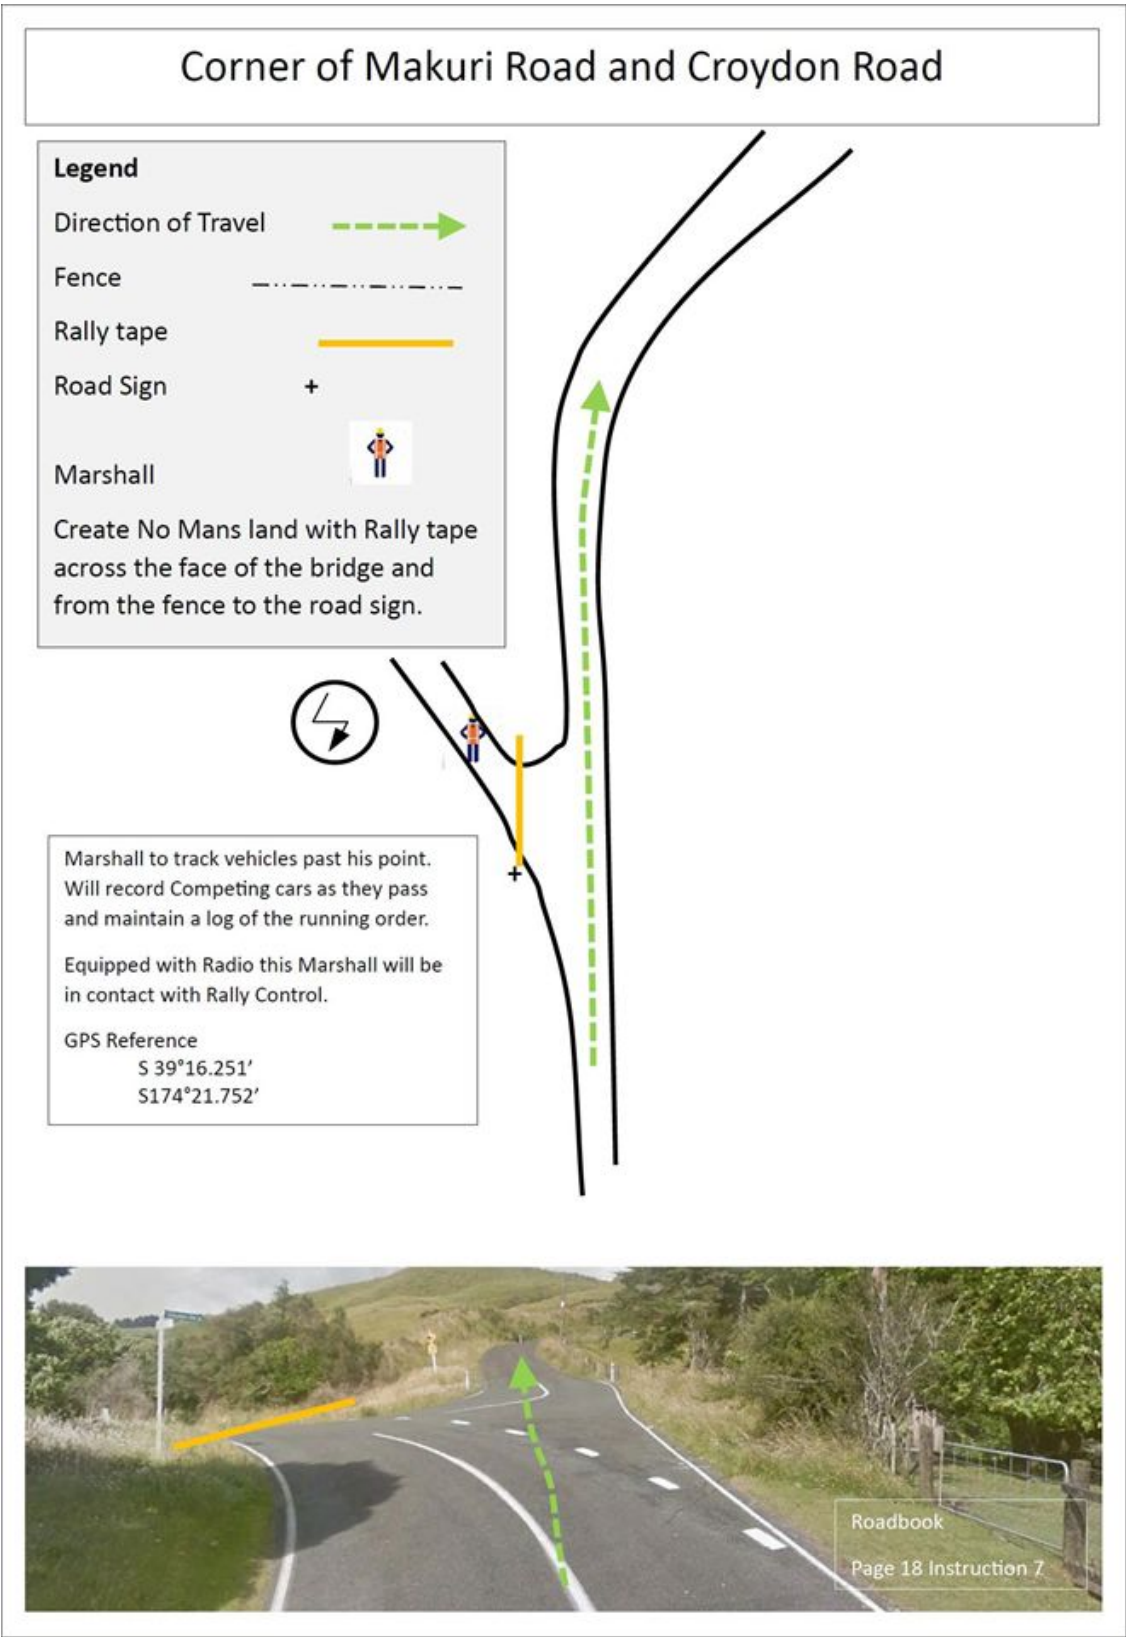 Corner of Makuri Road and Croydon Road
Legend
Direction of Travel
Fence
Rally tape
Road Sign +
Marshall
Create No Mans land with Rally tape
across the face of the bridge and
from the fence to the road sign.
+
Marshall to track vehicles past his point.
Will record Competing cars as they pass
and maintain a log of the running order.
Equipped with Radio this Marshall will be
in contact with Rally Control.
GPS Reference
S 39°16.251’
S174°21.752’
Roadbook
Page 18 Instruction 7